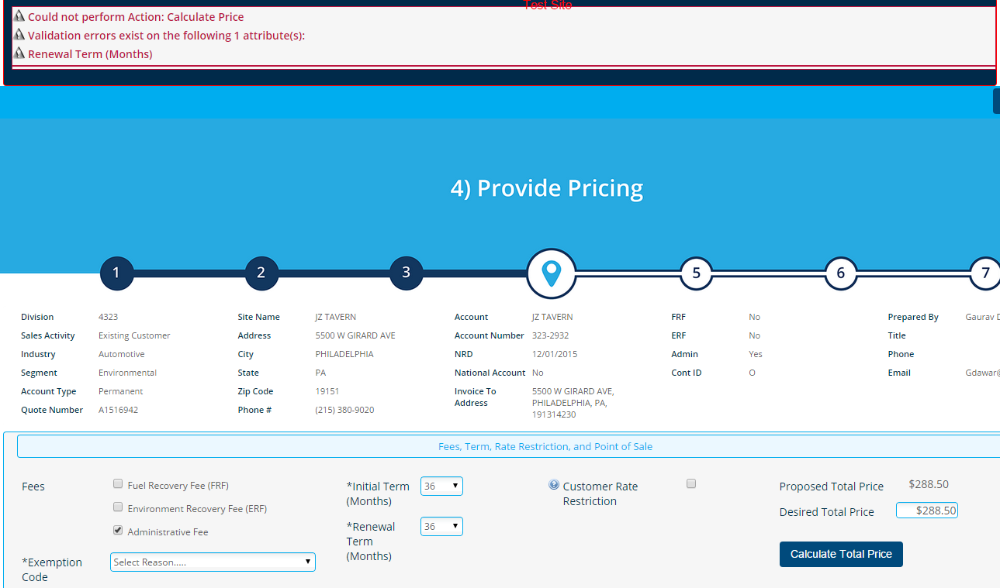 Test Site
Could not perform Action: Calculate Price
Validation errors exist on the following 1 attribute(s):
Renewal Term (Months)
4) Provide Pricing
1 2 3 5 6 7
Division 4323
Sales Activity Existing Customer
Industry Automotive
Segment Environmental
Account Type Permanent
Quote Number A1516942
Site Name JZ TAVERN
Address 5500 W GIRARD AVE
City PHILADELPHIA
State PA
Zip Code 19151
Phone # (215) 380-9020
Account JZ TAVERN
Account Number 323-2932
NRD 12/01/2015
National Account No
Invoice To 5500 W GIRARD AVE,
Address PHILADELPHIA, PA,
191314230
FRF No
ERF No
Admin Yes
Cont ID O
Prepared By Gaurav D
Title
Phone
Email Gdawar@
Fees, Term, Rate Restriction, and Point of Sale
Fees
Fuel Recovery Fee (FRF)
Environment Recovery Fee (ERF)
Administrative Fee
*Exemption
Code
Select Reason.....
*Initial Term
(Months)
36
*Renewal
Term
(Months)
36
Customer Rate
Restriction
Proposed Total Price $288.50
Desired Total Price $288.50
Calculate Total Price